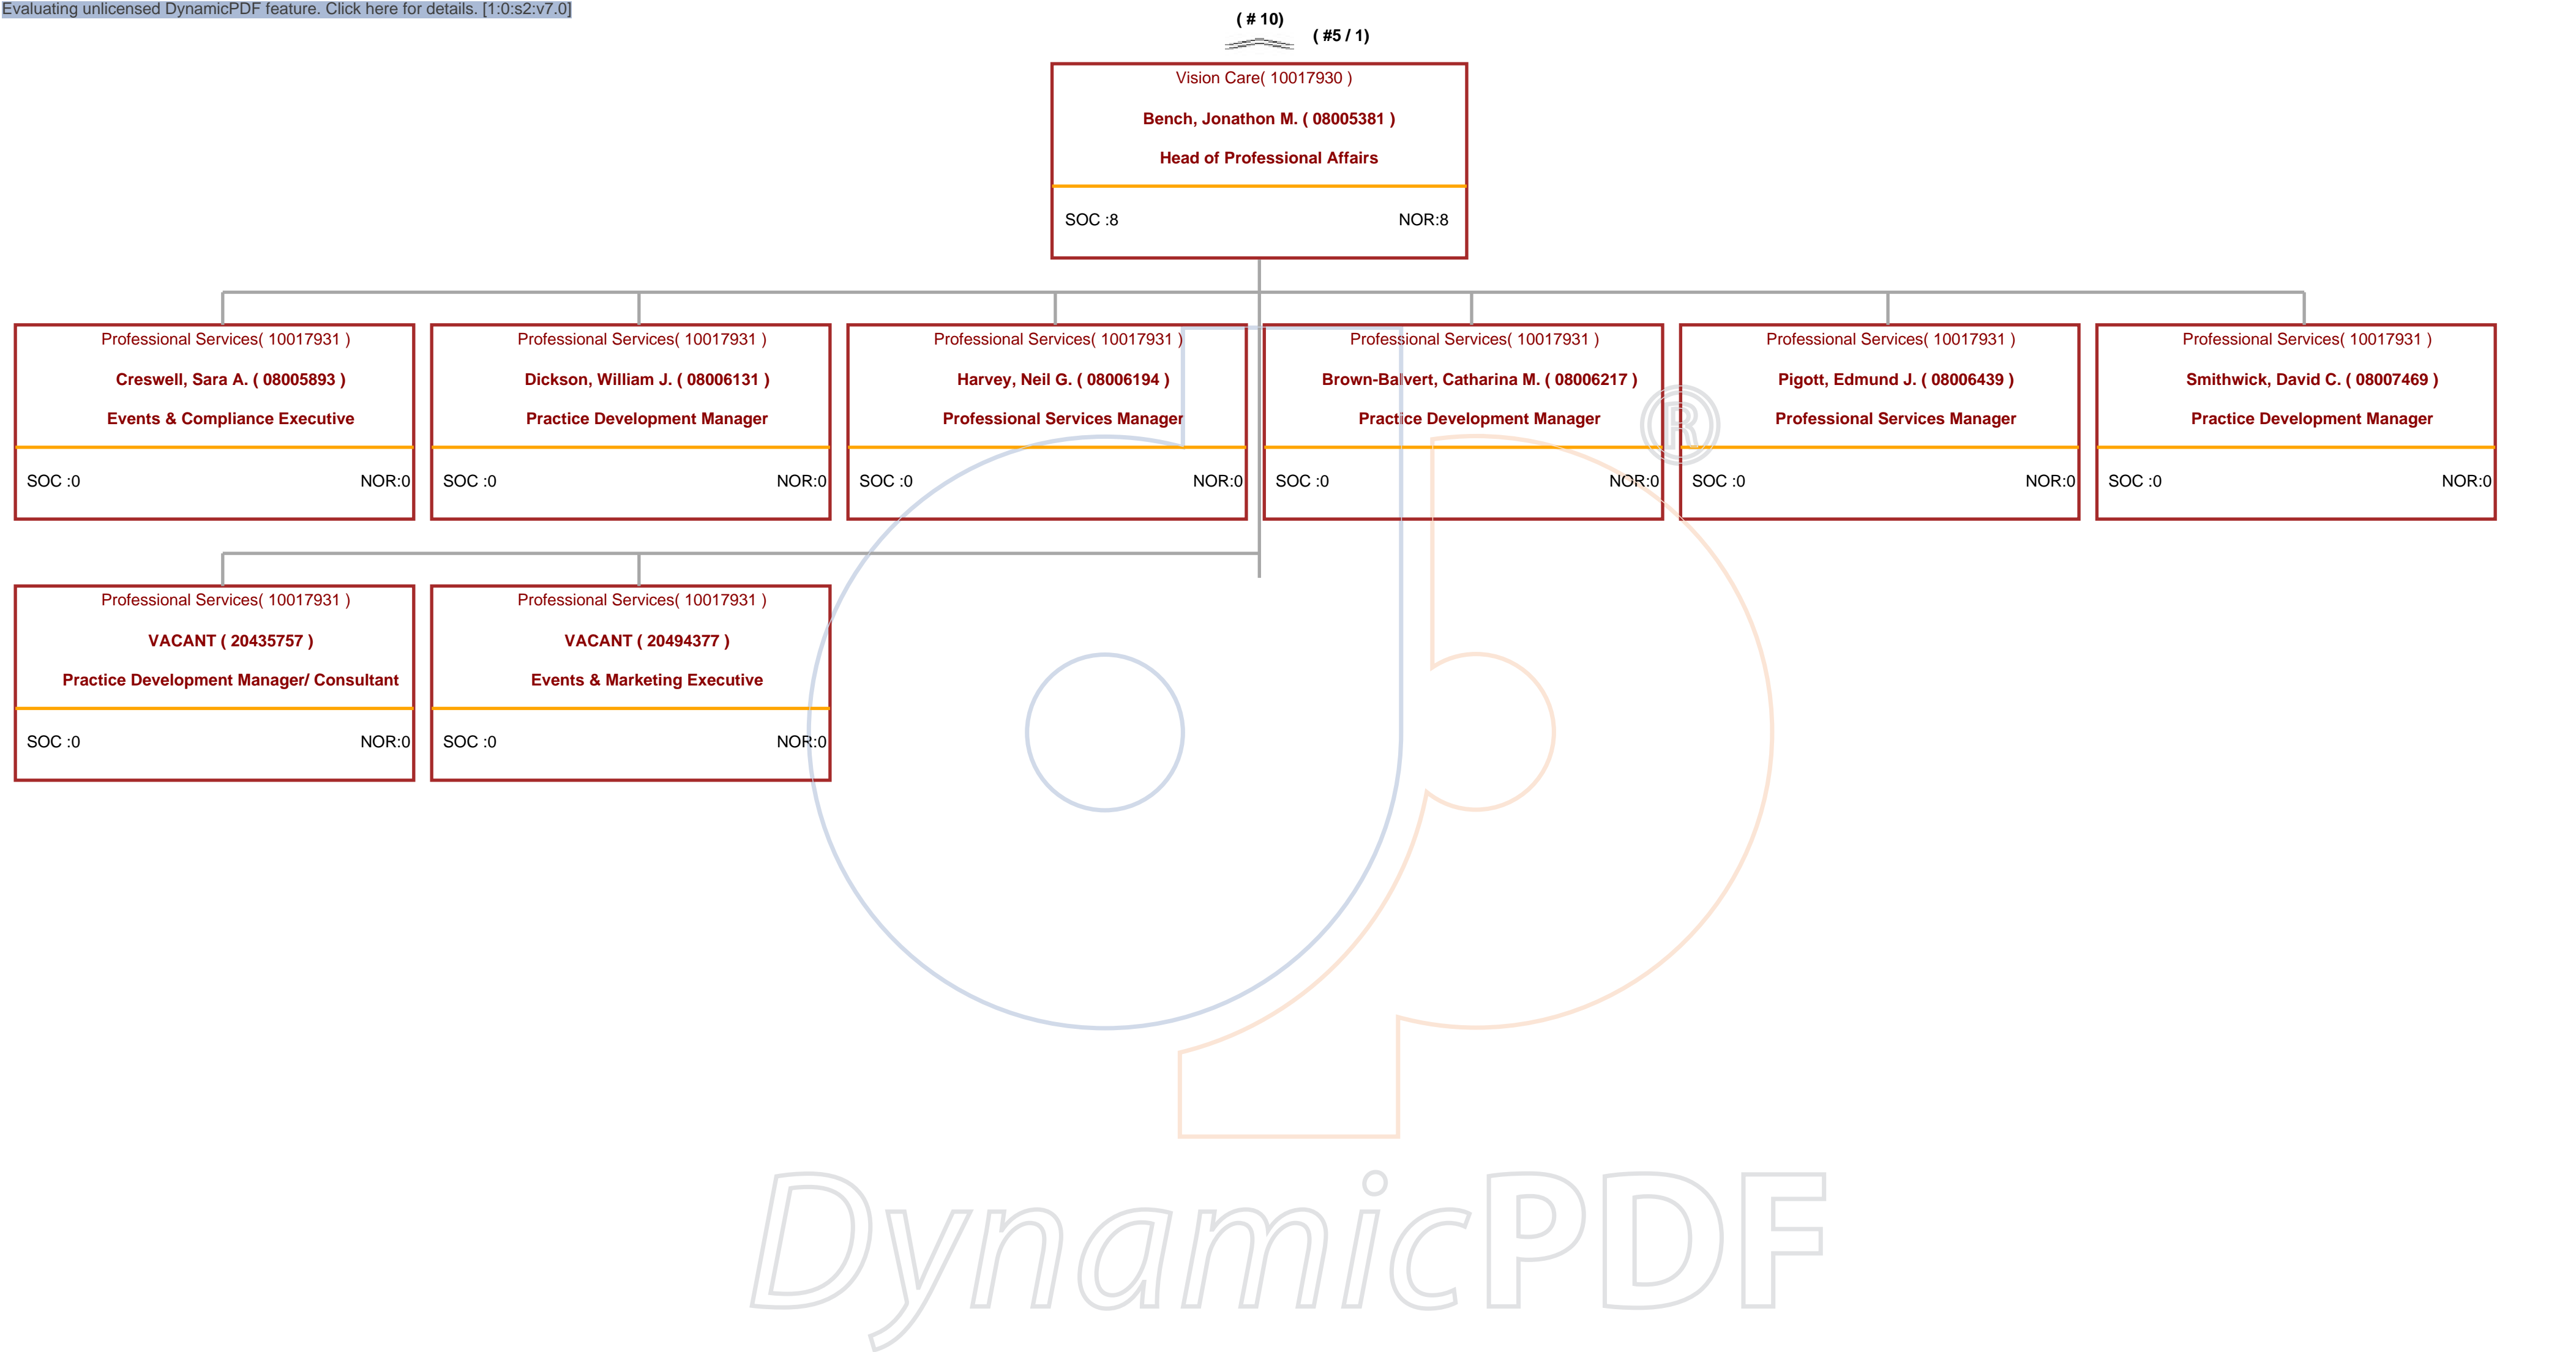 Evaluating unlicensed DynamicPDF feature. Click here for details. [1:0:s2:v7.0]
( # 10)
( #5 / 1)
Vision Care( 10017930 )
Bench, Jonathon M. ( 08005381 )
Head of Professional Affairs
SOC :8 NOR:8
Professional Services( 10017931 )
Creswell, Sara A. ( 08005893 )
Events & Compliance Executive
SOC :0 NOR:0
Professional Services( 10017931 )
Dickson, William J. ( 08006131 )
Practice Development Manager
SOC :0 NOR:0
Professional Services( 10017931 )
Harvey, Neil G. ( 08006194 )
Professional Services Manager
SOC :0 NOR:0
Professional Services( 10017931 )
Brown-Balvert, Catharina M. ( 08006217 )
Practice Development Manager
SOC :0 NOR:0
Professional Services( 10017931 )
Pigott, Edmund J. ( 08006439 )
Professional Services Manager
SOC :0 NOR:0
Professional Services( 10017931 )
Smithwick, David C. ( 08007469 )
Practice Development Manager
SOC :0 NOR:0
Professional Services( 10017931 )
VACANT ( 20435757 )
Practice Development Manager/ Consultant
SOC :0 NOR:0
Professional Services( 10017931 )
VACANT ( 20494377 )
Events & Marketing Executive
SOC :0 NOR:0
®
DynamicPDF